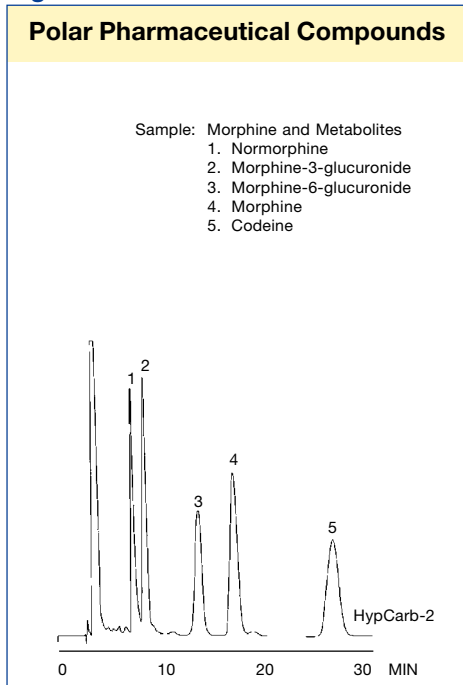 Polar Pharmaceutical Compounds
Sample: Morphine and Metabolites
1. Normorphine
2. Morphine-3-glucuronide
3. Morphine-6-glucuronide
4. Morphine
5. Codeine
1
2
3
4
5
HypCarb-2
0 10 20 30 MIN